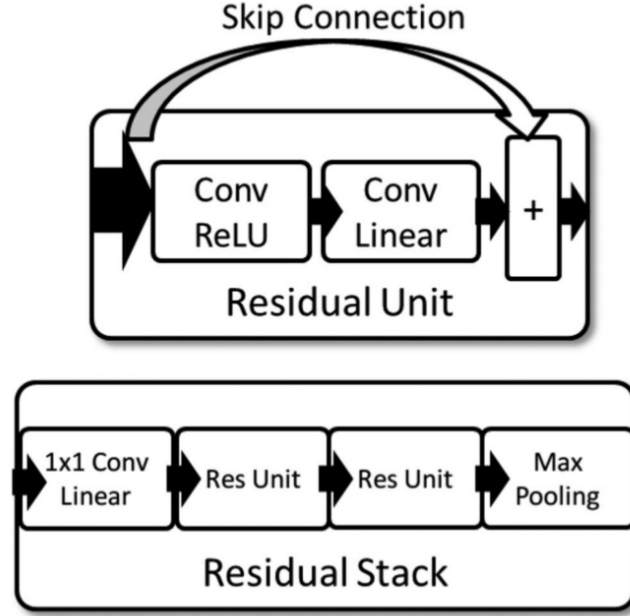 Skip Connection
Conv
ReLU
Conv
Linear
+
Residual Unit
1x1 Conv
Linear
Res Unit
Res Unit
Max
Pooling
Residual Stack